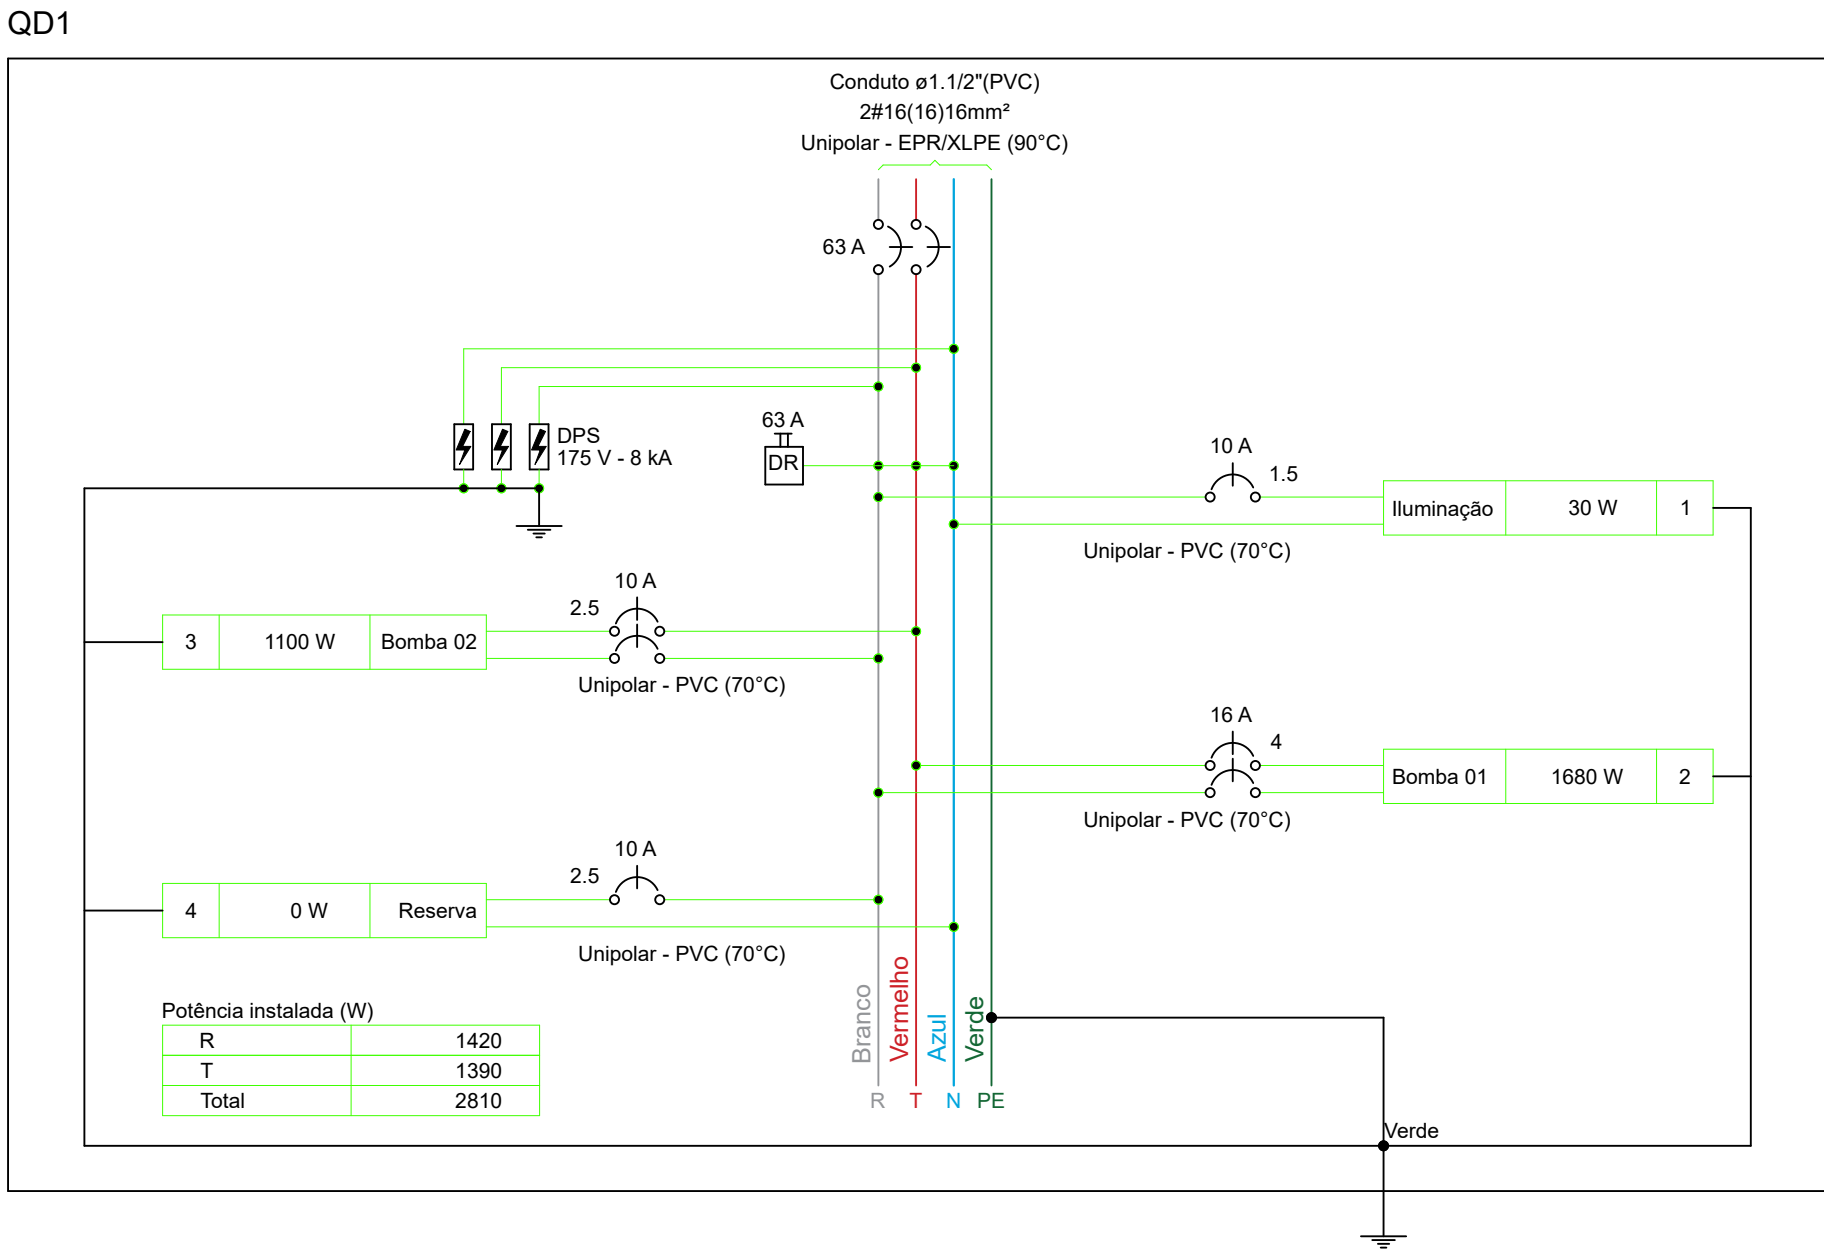 QD1
Conduto ø1.1/2"(PVC)
2#16(16)16mm²
Unipolar - EPR/XLPE (90°C)
63 A
DPS
175 V - 8 kA
63 A
DR
10 A
1.5
Iluminação 30 W 1
Unipolar - PVC (70°C)
10 A
2.5
3 1100 W Bomba 02
Unipolar - PVC (70°C)
16 A
4
Bomba 01 1680 W 2
Unipolar - PVC (70°C)
10 A
2.5
4 0 W Reserva
Unipolar - PVC (70°C)
Potência instalada (W)
R 1420
T 1390
Total 2810
Branco
Vermelho
Azul
Verde
R T N PE
Verde